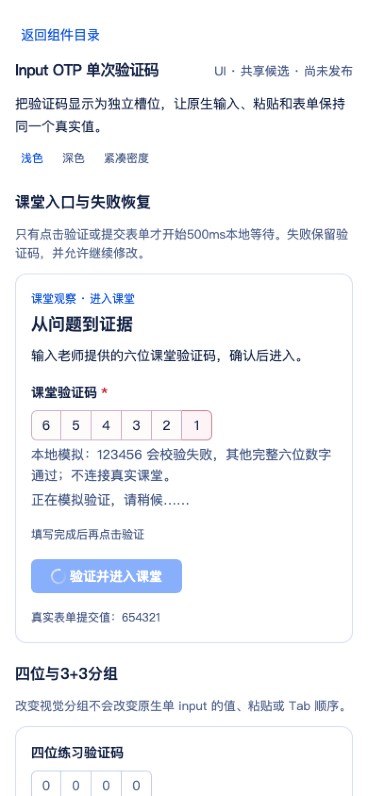 返回组件目录
Input OTP 单次验证码
UI · 共享候选 · 尚未发布
把验证码显示为独立槽位，让原生输入、粘贴和表单保持
同一个真实值。
浅色 深色 紧凑密度
课堂入口与失败恢复
只有点击验证或提交表单才开始500ms本地等待。失败保留验
证码，并允许继续修改。
课堂观察 · 进入课堂
从问题到证据
输入老师提供的六位课堂验证码，确认后进入。
课堂验证码 *
6 5 4 3 2 1
本地模拟：123456 会校验失败，其他完整六位数字
通过；不连接真实课堂。
正在模拟验证，请稍候……
填写完成后再点击验证
验证并进入课堂
真实表单提交值：654321
四位与3+3分组
改变视觉分组不会改变原生单 input 的值、粘贴或 Tab 顺序。
四位练习验证码
0 0 0 0